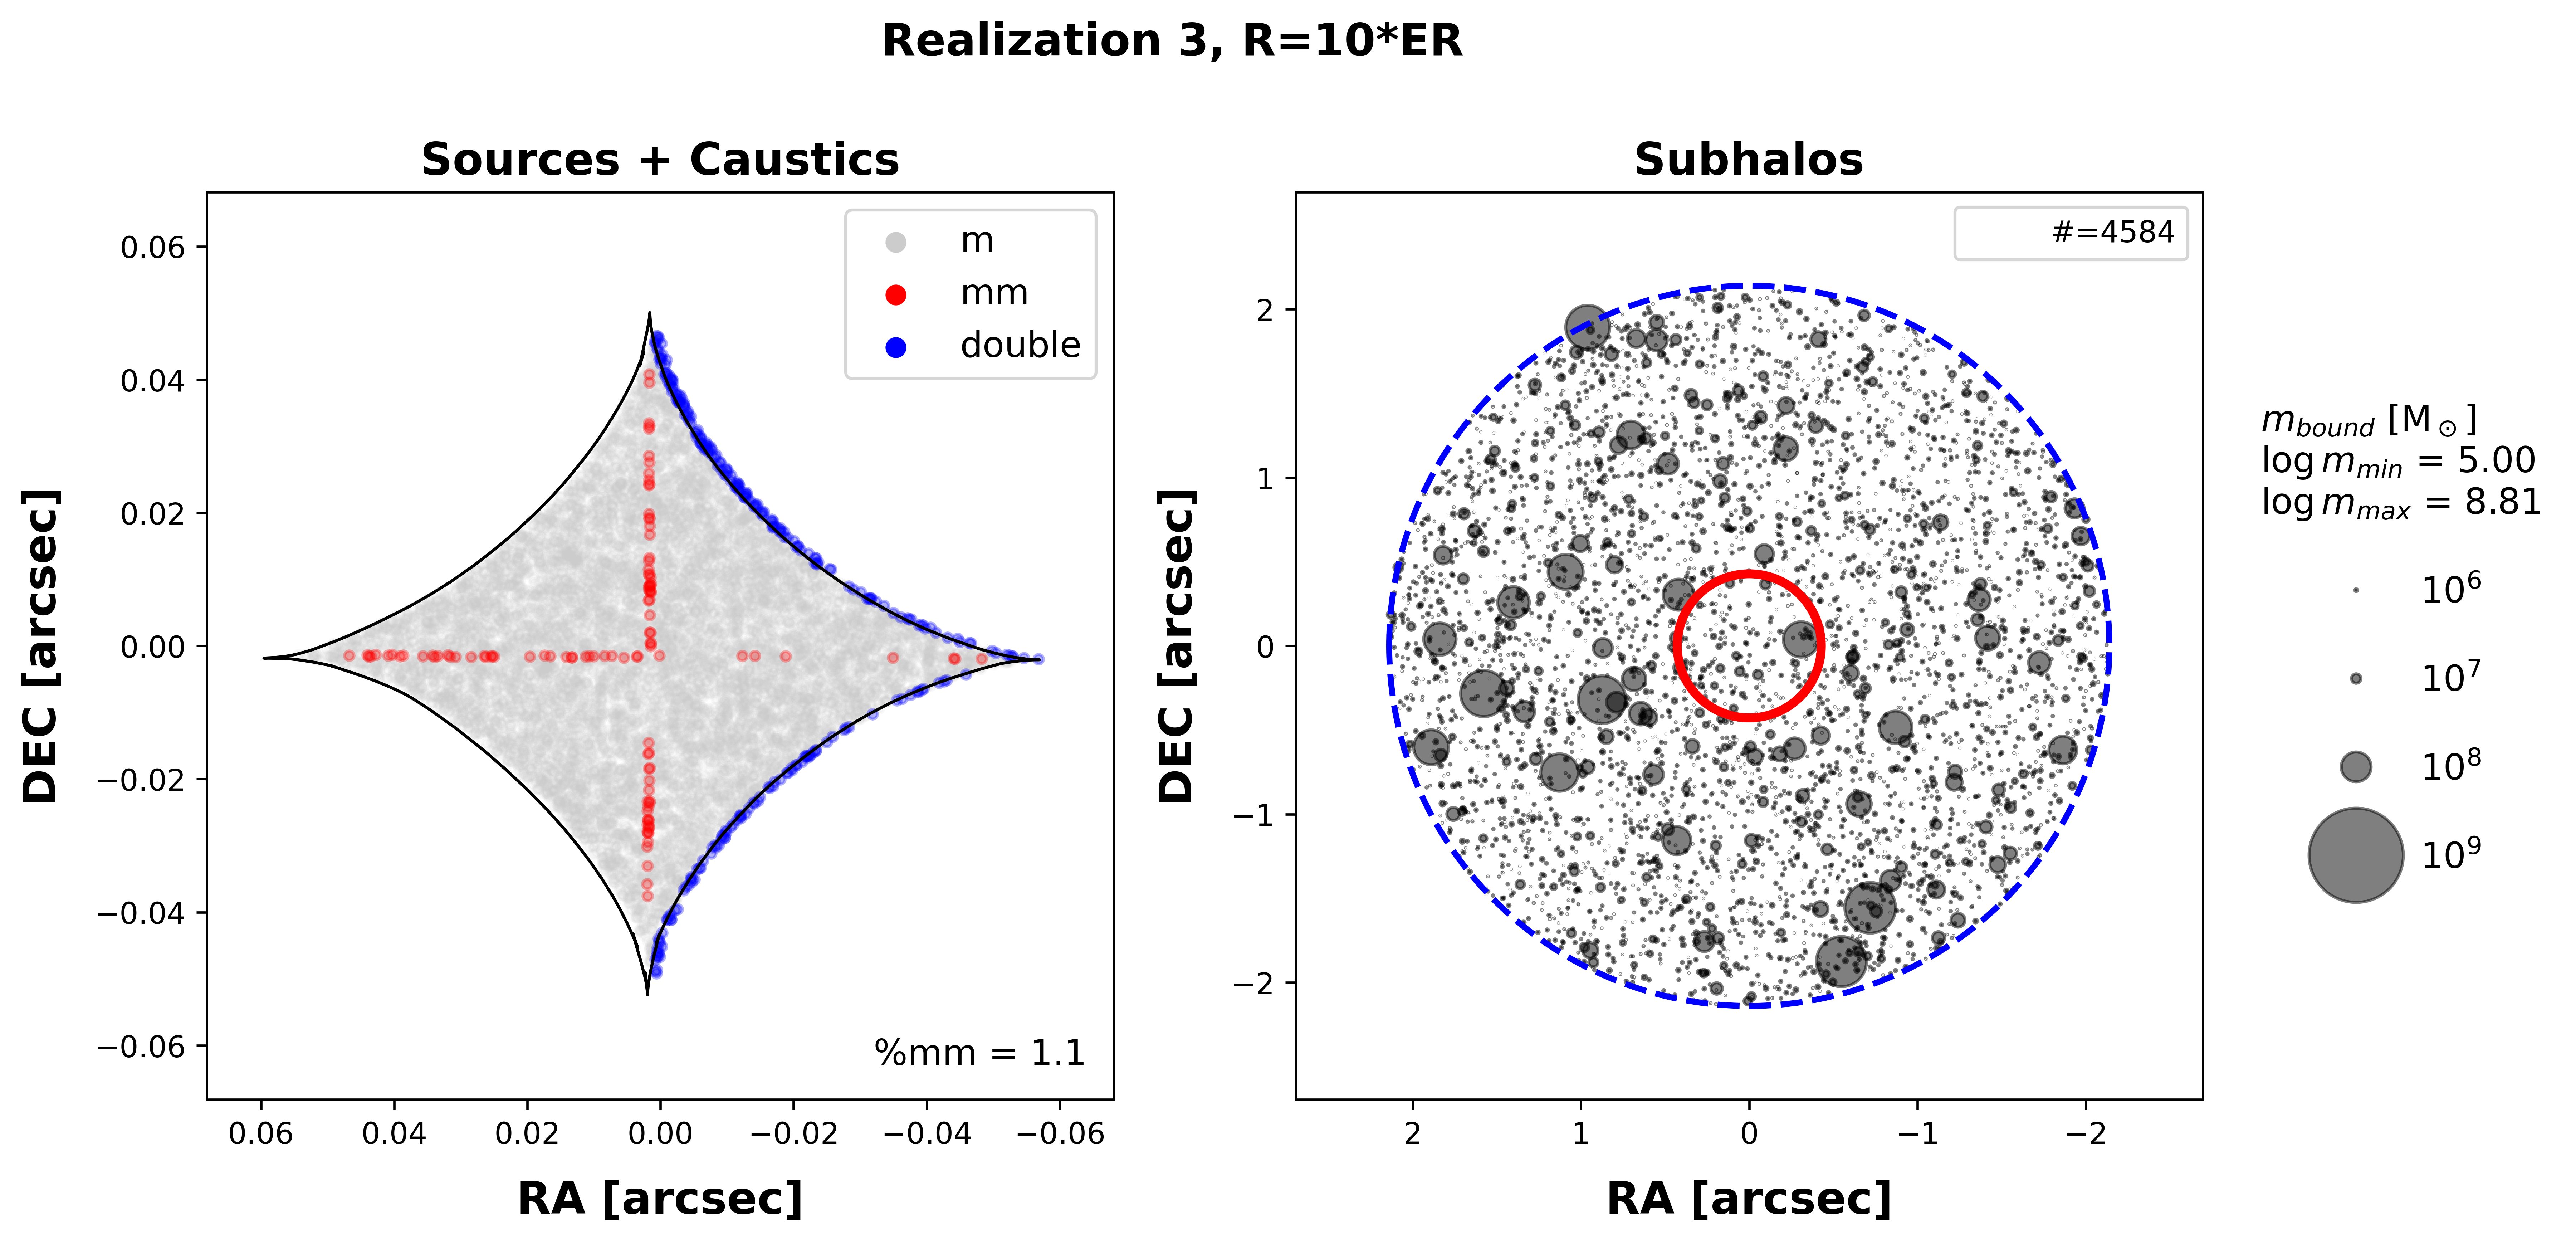 Realization 3, R=10*ER
Sources + Caustics
m
mm
double
%mm = 1.1
0.06
0.04
0.02
0.00
−0.02
−0.04
−0.06
DEC [arcsec]
0.06 0.04 0.02 0.00 −0.02 −0.04 −0.06
RA [arcsec]
Subhalos
#=4584
2
1
0
−1
−2
DEC [arcsec]
2 1 0 −1 −2
RA [arcsec]
m_bound [M_⊙]
log m_min = 5.00
log m_max = 8.81
10^6
10^7
10^8
10^9